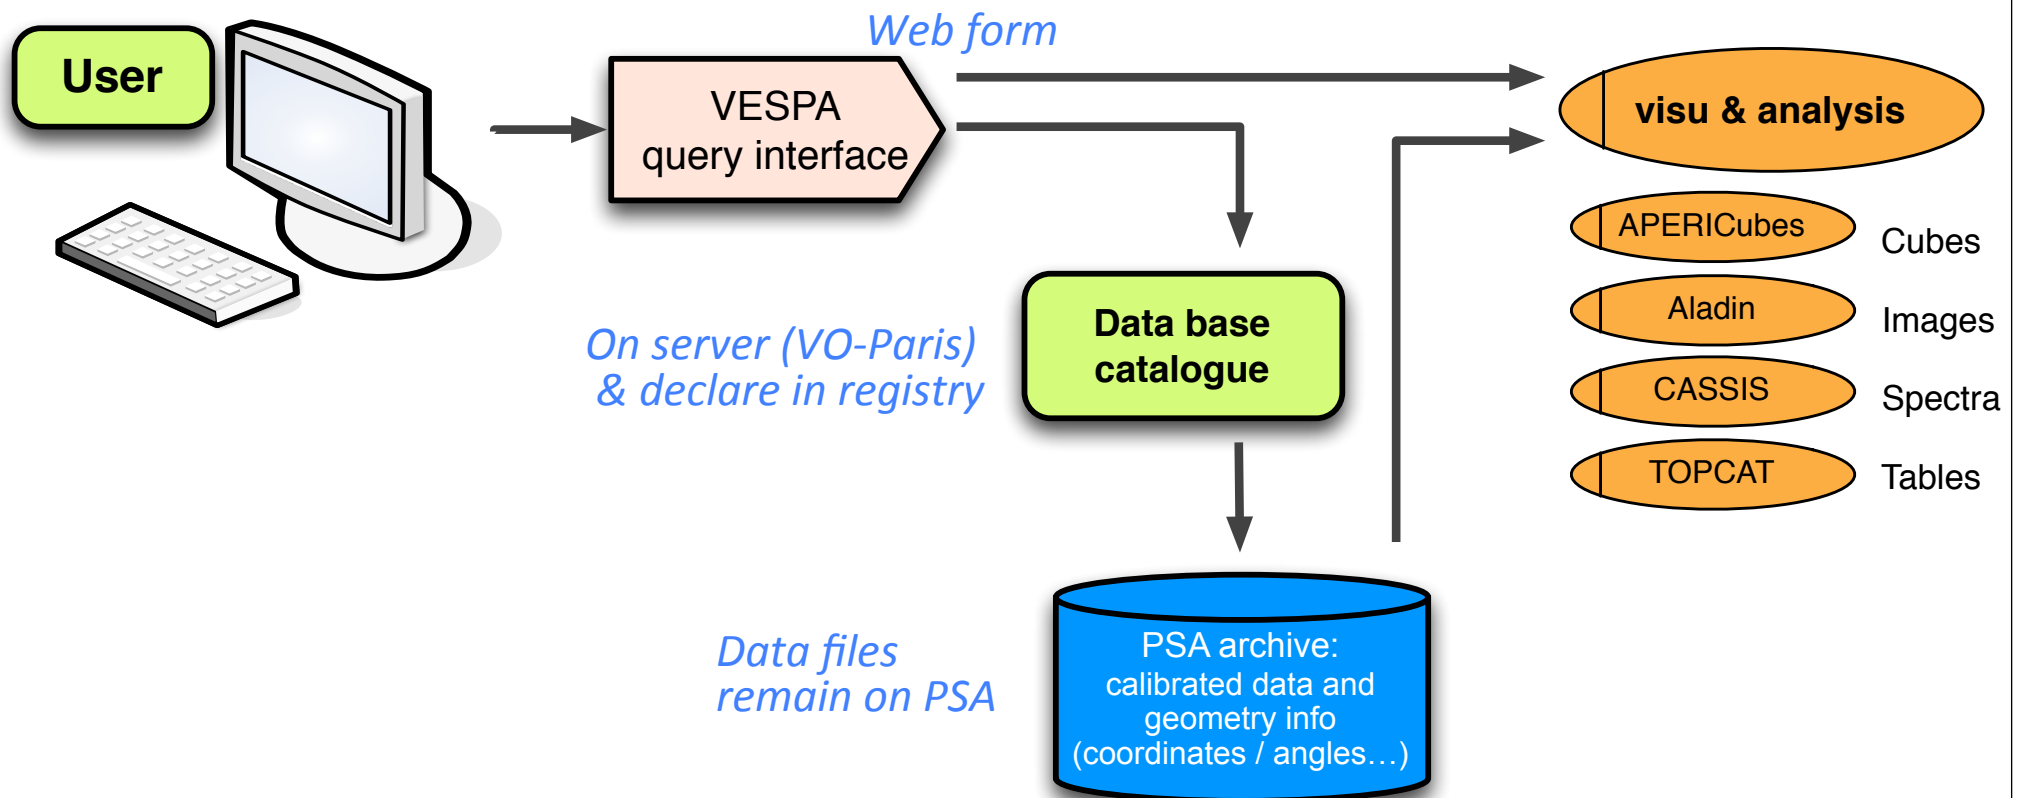 User
Web form
VESPA
query interface
visu & analysis
APERICubes
Cubes
Aladin
Images
CASSIS
Spectra
TOPCAT
Tables
On server (VO-Paris)
& declare in registry
Data base
catalogue
Data files
remain on PSA
PSA archive:
calibrated data and
geometry info
(coordinates / angles…)